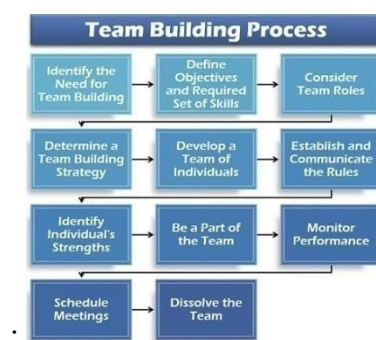 Team Building Process
Identify the
Need for
Team Building
Define
Objectives
and Required
Set of Skills
Consider
Team Roles
Determine a
Team Building
Strategy
Develop a
Team of
Individuals
Establish and
Communicate
the Rules
Identify
Individual's
Strengths
Be a Part of
the Team
Monitor
Performance
Schedule
Meetings
Dissolve the
Team